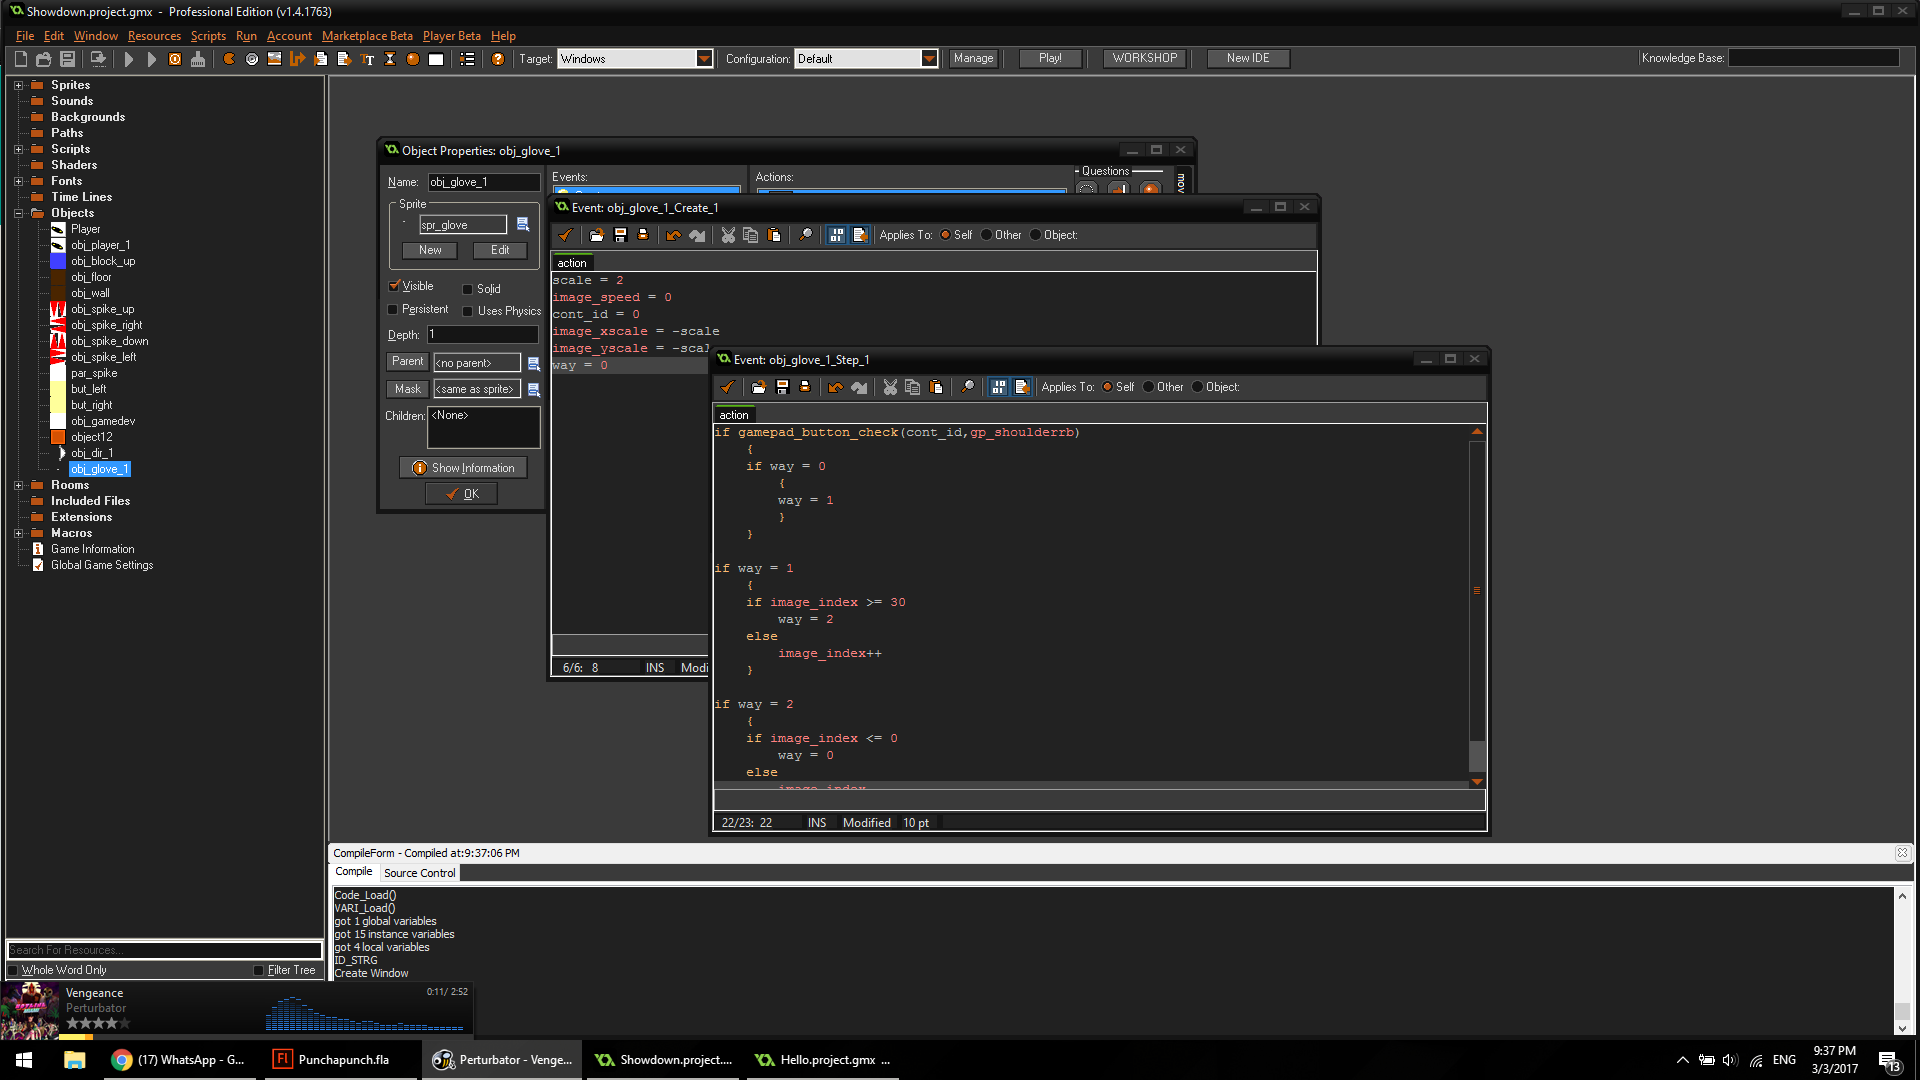 Showdown.project.gmx - Professional Edition (v1.4.1763)
File Edit Window Resources Scripts Run Account Marketplace Beta Player Beta Help
Target: Windows Configuration: Default Manage Play! WORKSHOP New IDE Knowledge Base:
Sprites
Sounds
Backgrounds
Paths
Scripts
Shaders
Fonts
Time Lines
Objects
Player
obj_player_1
obj_block_up
obj_floor
obj_wall
obj_spike_up
obj_spike_right
obj_spike_down
obj_spike_left
par_spike
but_left
but_right
obj_gamedev
object12
obj_dir_1
obj_glove_1
Rooms
Included Files
Extensions
Macros
Game Information
Global Game Settings
Search For Resources...
Whole Word Only Filter Tree
Object Properties: obj_glove_1
Name: obj_glove_1
Sprite
spr_glove
New Edit
Visible Solid
Persistent Uses Physics
Depth: 1
Parent <no parent>
Mask <same as sprite>
Children: <None>
Show Information
OK
Events:
Actions:
Questions
Event: obj_glove_1_Create_1
Applies To: Self Other Object:
action
scale = 2
image_speed = 0
cont_id = 0
image_xscale = -scale
image_yscale = -scal
way = 0
6/6: 8 INS Modi
Event: obj_glove_1_Step_1
Applies To: Self Other Object:
action
if gamepad_button_check(cont_id,gp_shoulderrb)
{
if way = 0
{
way = 1
}
}
if way = 1
{
if image_index >= 30
way = 2
else
image_index++
}
if way = 2
{
if image_index <= 0
way = 0
else
22/23: 22 INS Modified 10 pt
CompileForm - Compiled at:9:37:06 PM
Compile Source Control
Code_Load()
VARI_Load()
got 1 global variables
got 15 instance variables
got 4 local variables
ID_STRG
Create Window
Vengeance 0:11/ 2:52
Perturbator
(17) WhatsApp - G... Punchapunch.fla Perturbator - Venge... Showdown.project.... Hello.project.gmx ... ENG 9:37 PM
3/3/2017
13